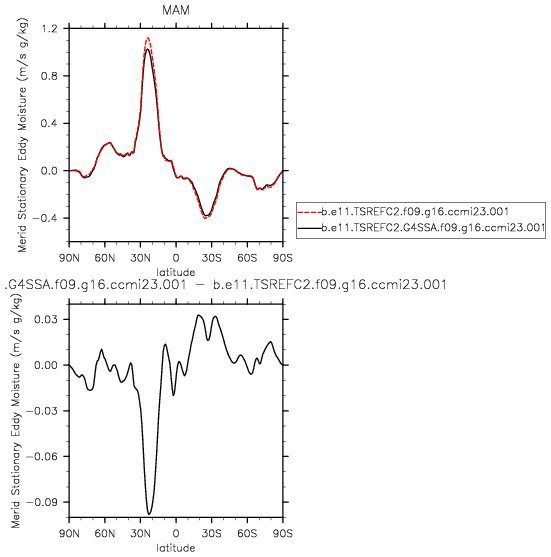 MAM
Merid Stationary Eddy Moisture (m/s g/kg)
1.2
0.8
0.4
0.0
−0.4
90N 60N 30N 0 30S 60S 90S
latitude
b.e11.TSREFC2.f09.g16.ccmi23.001
b.e11.TSREFC2.G4SSA.f09.g16.ccmi23.001
.G4SSA.f09.g16.ccmi23.001 − b.e11.TSREFC2.f09.g16.ccmi23.001
Merid Stationary Eddy Moisture (m/s g/kg)
0.03
0.00
−0.03
−0.06
−0.09
90N 60N 30N 0 30S 60S 90S
latitude